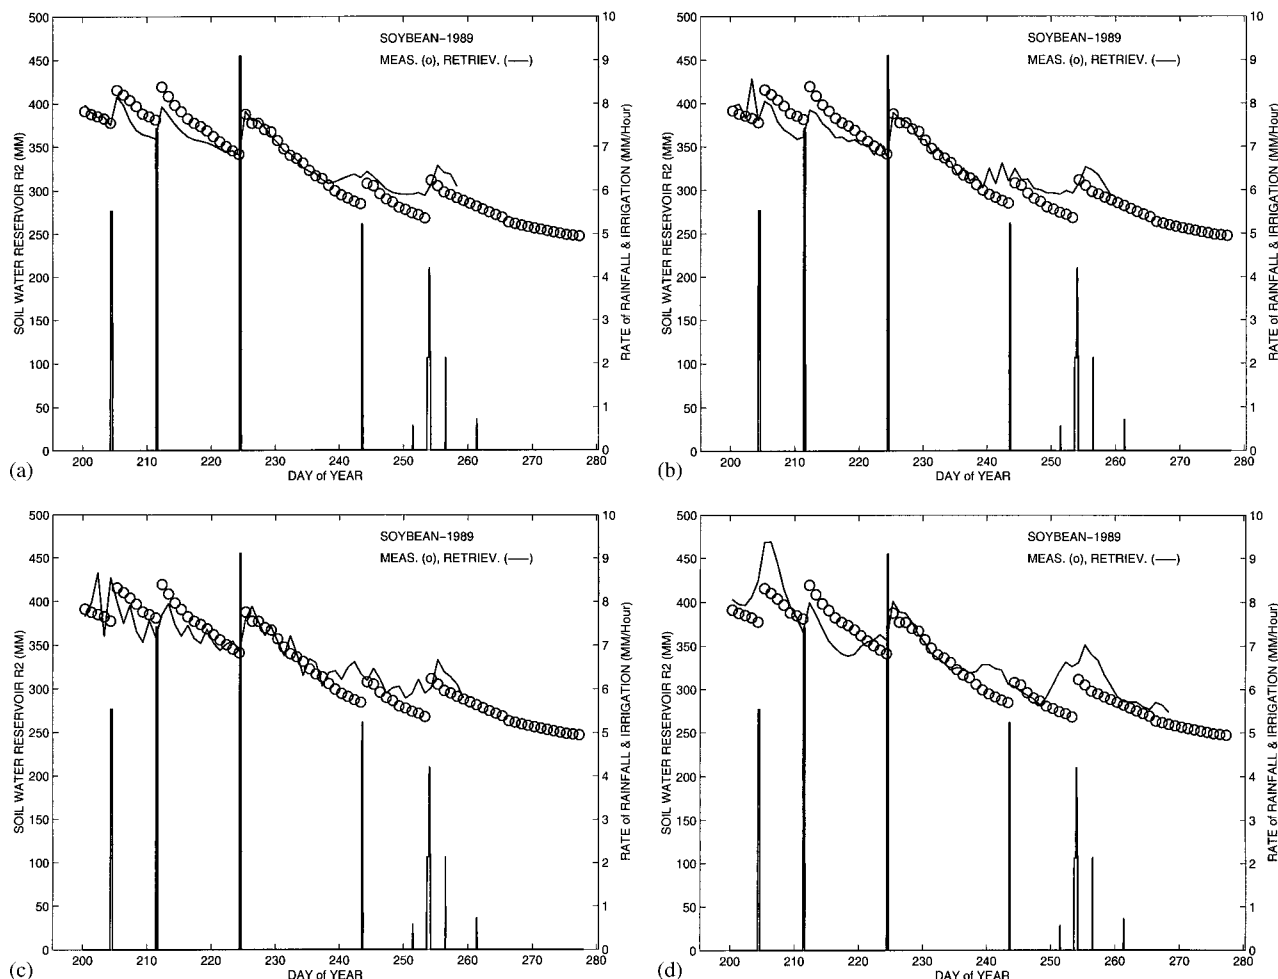 500 450 400 350 300 250 200 150 100 50 0
SOIL WATER RESERVOIR R2 (MM)
SOYBEAN-1989
MEAS. (o), RETRIEV. (—)
10 9 8 7 6 5 4 3 2 1 0
RATE of RAINFALL & IRRIGATION (MM/Hour)
200 210 220 230 240 250 260 270 280
DAY of YEAR
(a)
500 450 400 350 300 250 200 150 100 50 0
SOIL WATER RESERVOIR R2 (MM)
SOYBEAN-1989
MEAS. (o), RETRIEV. (—)
10 9 8 7 6 5 4 3 2 1 0
RATE of RAINFALL & IRRIGATION (MM/Hour)
200 210 220 230 240 250 260 270 280
DAY of YEAR
(b)
500 450 400 350 300 250 200 150 100 50 0
SOIL WATER RESERVOIR R2 (MM)
SOYBEAN-1989
MEAS. (o), RETRIEV. (—)
10 9 8 7 6 5 4 3 2 1 0
RATE of RAINFALL & IRRIGATION (MM/Hour)
200 210 220 230 240 250 260 270 280
DAY of YEAR
(c)
500 450 400 350 300 250 200 150 100 50 0
SOIL WATER RESERVOIR R2 (MM)
SOYBEAN-1989
MEAS. (o), RETRIEV. (—)
10 9 8 7 6 5 4 3 2 1 0
RATE of RAINFALL & IRRIGATION (MM/Hour)
200 210 220 230 240 250 260 270 280
DAY of YEAR
(d)